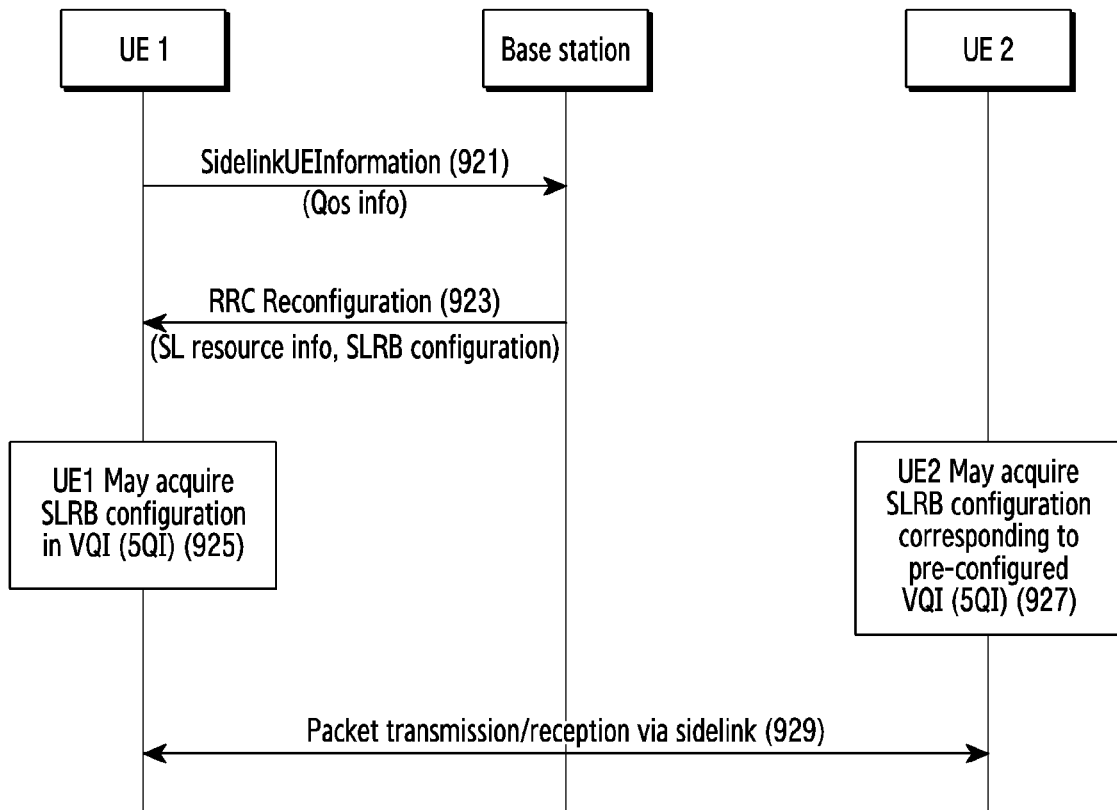 UE 1
Base station
UE 2
SidelinkUEInformation (921)
(Qos info)
RRC Reconfiguration (923)
(SL resource info, SLRB configuration)
UE1 May acquire
SLRB configuration
in VQI (5QI) (925)
UE2 May acquire
SLRB configuration
corresponding to
pre-configured
VQI (5QI) (927)
Packet transmission/reception via sidelink (929)